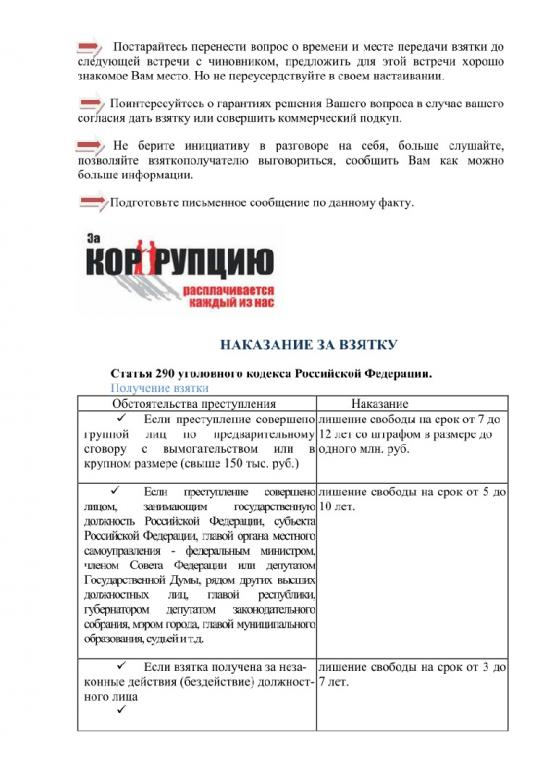 Постарайтесь перенести вопрос о времени и месте передачи взятки до
следующей встречи с чиновником, предложить для этой встречи хорошо
знакомое Вам место. Но не переусердствуйте в своем настаивании.
Поинтересуйтесь о гарантиях решения Вашего вопроса в случае вашего
согласия дать взятку или совершить коммерческий подкуп.
Не берите инициативу в разговоре на себя, больше слушайте,
позволяйте взяткополучателю выговориться, сообщить Вам как можно
больше информации.
Подготовьте письменное сообщение по данному факту.
За
КОРРУПЦИЮ
расплачивается
каждый из нас
НАКАЗАНИЕ ЗА ВЗЯТКУ
Статья 290 уголовного кодекса Российской Федерации.
Получение взятки
Обстоятельства преступления
Наказание
Если преступление совершено
группой лиц по предварительному
сговору с вымогательством или в
крупном размере (свыше 150 тыс. руб.)
лишение свободы на срок от 7 до
12 лет со штрафом в размере до
одного млн. руб.
Если преступление совершено
лицом, занимающим государственную
должность Российской Федерации, субъекта
Российской Федерации, главой органа местного
самоуправления - федеральным министром,
членом Совета Федерации или депутатом
Государственной Думы, рядом других высших
должностных лиц, главой республики,
губернатором депутатом законодательного
собрания, мэром города, главой муниципального
образования, судьей и т.д.
лишение свободы на срок от 5 до
10 лет.
Если взятка получена за неза-
конные действия (бездействие) должност-
ного лица
лишение свободы на срок от 3 до
7 лет.